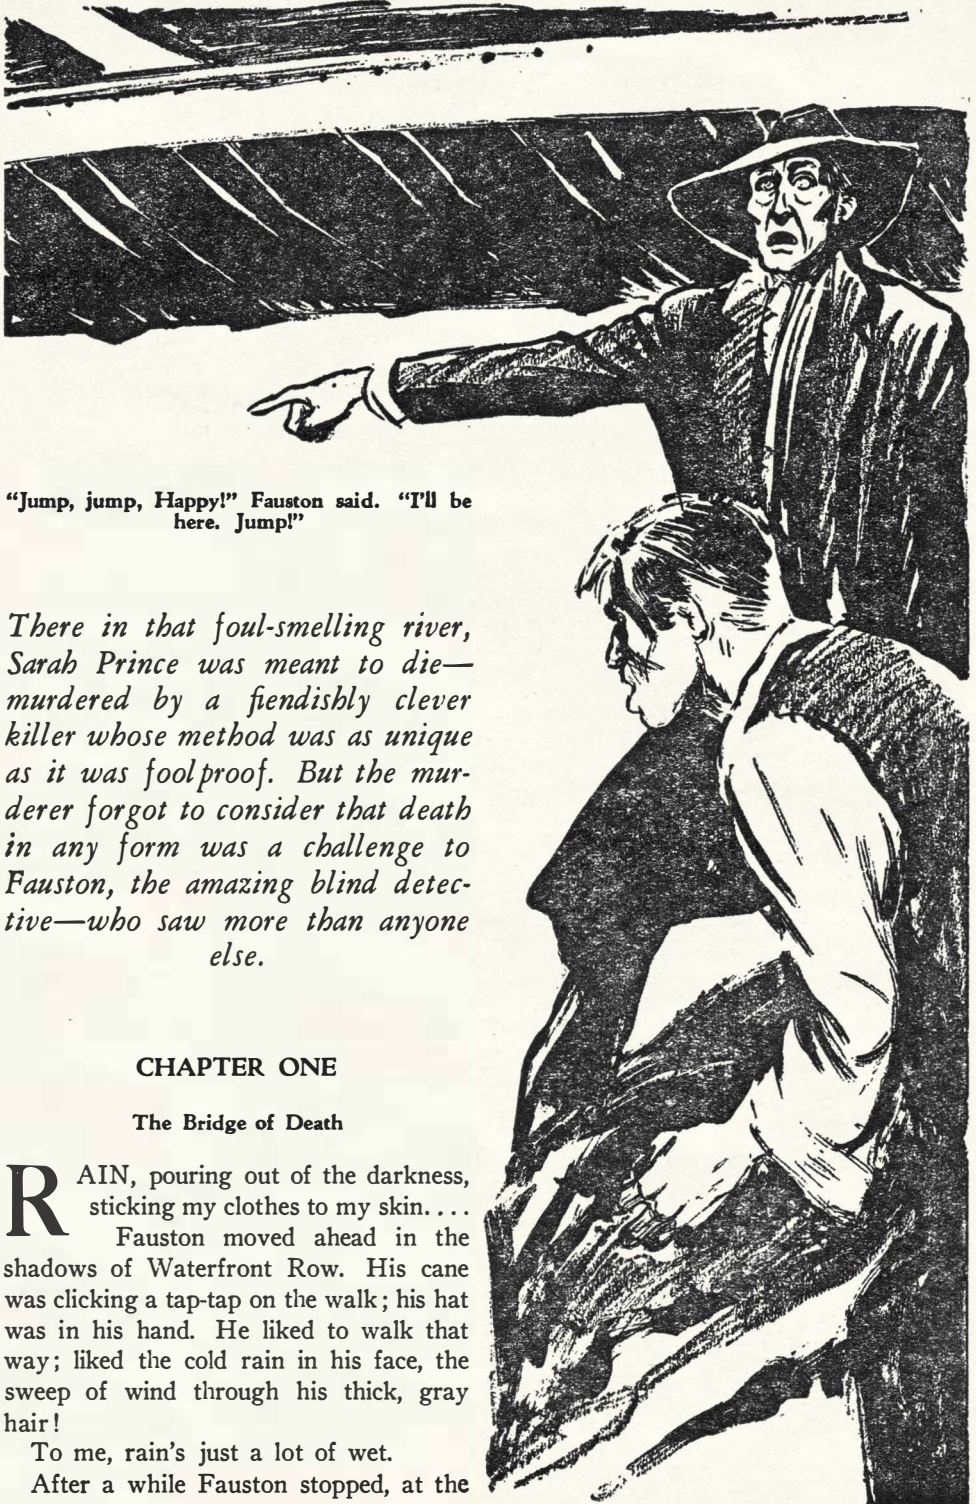 “Jump, jump, Happy!” Fauston said. “I’ll be
here. Jump!”
There in that foul-smelling river,
Sarah Prince was meant to die—
murdered by a fiendishly clever
killer whose method was as unique
as it was foolproof. But the mur-
derer forgot to consider that death
in any form was a challenge to
Fauston, the amazing blind detec-
tive—who saw more than anyone
else.
CHAPTER ONE
The Bridge of Death
RAIN, pouring out of the darkness,
sticking my clothes to my skin. . . .
Fauston moved ahead in the
shadows of Waterfront Row. His cane
was clicking a tap-tap on the walk; his hat
was in his hand. He liked to walk that
way; liked the cold rain in his face, the
sweep of wind through his thick, gray
hair!
To me, rain’s just a lot of wet.
After a while Fauston stopped, at the